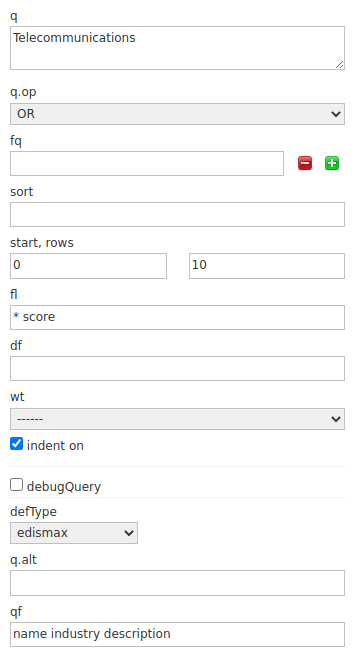 q
Telecommunications
q.op
OR
fq
sort
start, rows
0 10
fl
* score
df
wt
------
indent on
debugQuery
defType
edismax
q.alt
qf
name industry description